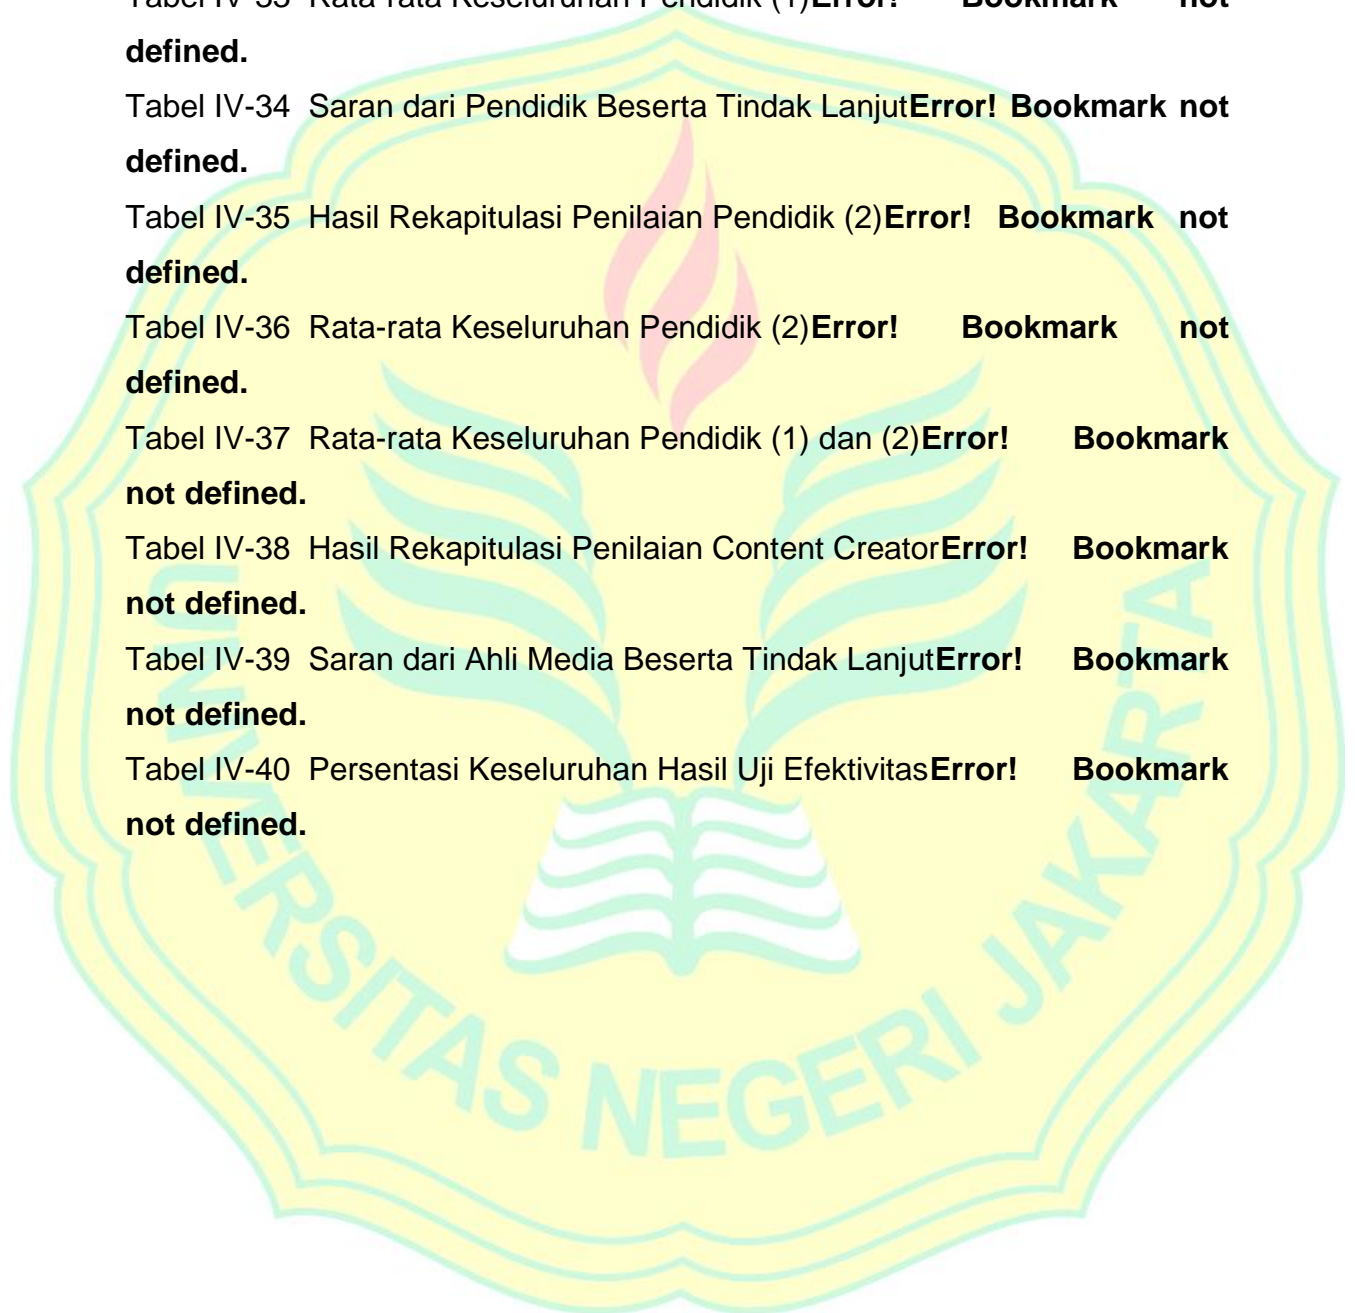 Tabel IV-33 Rata-rata Keseluruhan Pendidik (1)Error! Bookmark not
defined.
Tabel IV-34 Saran dari Pendidik Beserta Tindak LanjutError! Bookmark not
defined.
Tabel IV-35 Hasil Rekapitulasi Penilaian Pendidik (2)Error! Bookmark not
defined.
Tabel IV-36 Rata-rata Keseluruhan Pendidik (2)Error! Bookmark not
defined.
Tabel IV-37 Rata-rata Keseluruhan Pendidik (1) dan (2)Error! Bookmark
not defined.
Tabel IV-38 Hasil Rekapitulasi Penilaian Content CreatorError! Bookmark
not defined.
Tabel IV-39 Saran dari Ahli Media Beserta Tindak LanjutError! Bookmark
not defined.
Tabel IV-40 Persentasi Keseluruhan Hasil Uji EfektivitasError! Bookmark
not defined.
UNIVERSITAS NEGERI JAKARTA